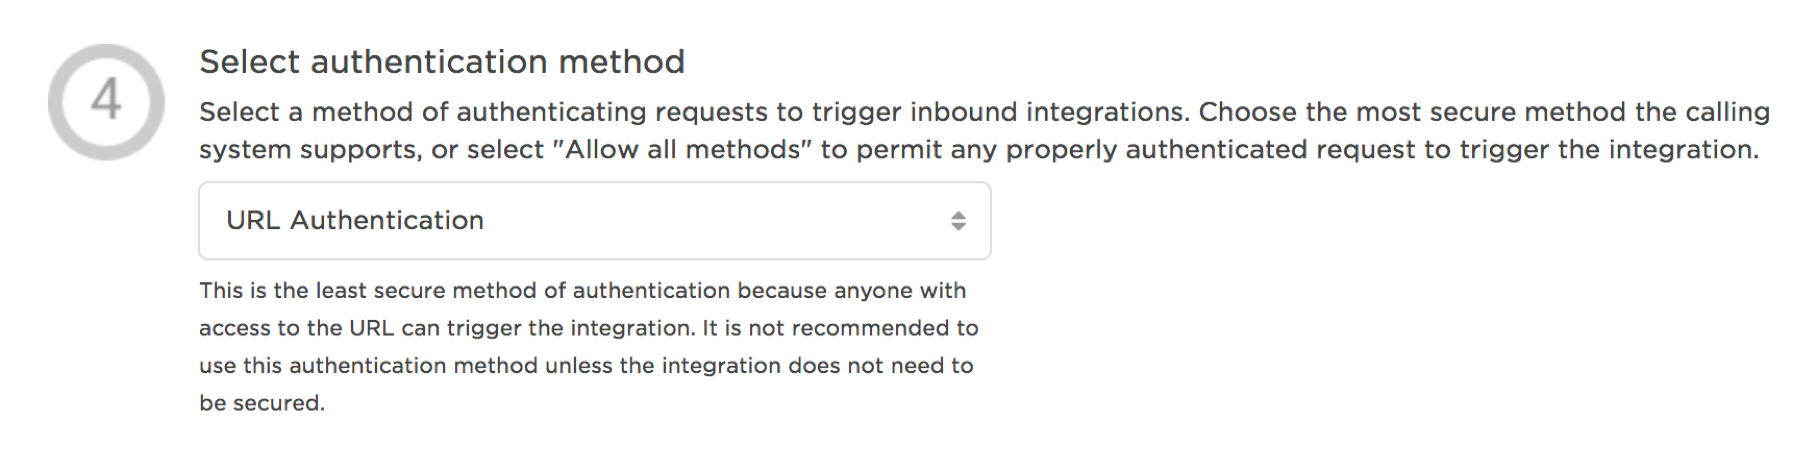 4
Select authentication method
Select a method of authenticating requests to trigger inbound integrations. Choose the most secure method the calling
system supports, or select "Allow all methods" to permit any properly authenticated request to trigger the integration.
URL Authentication
This is the least secure method of authentication because anyone with
access to the URL can trigger the integration. It is not recommended to
use this authentication method unless the integration does not need to
be secured.